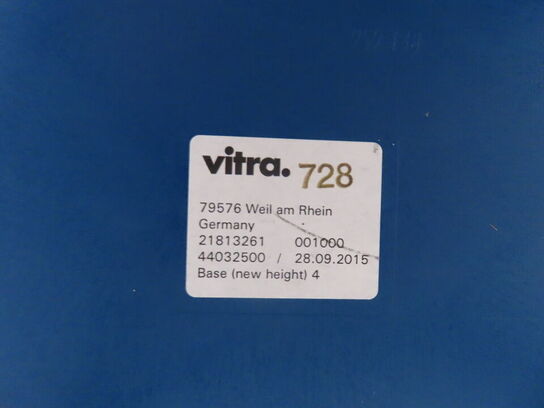 vitra. 728
79576 Weil am Rhein
Germany
21813261 001000
44032500 / 28.09.2015
Base (new height) 4